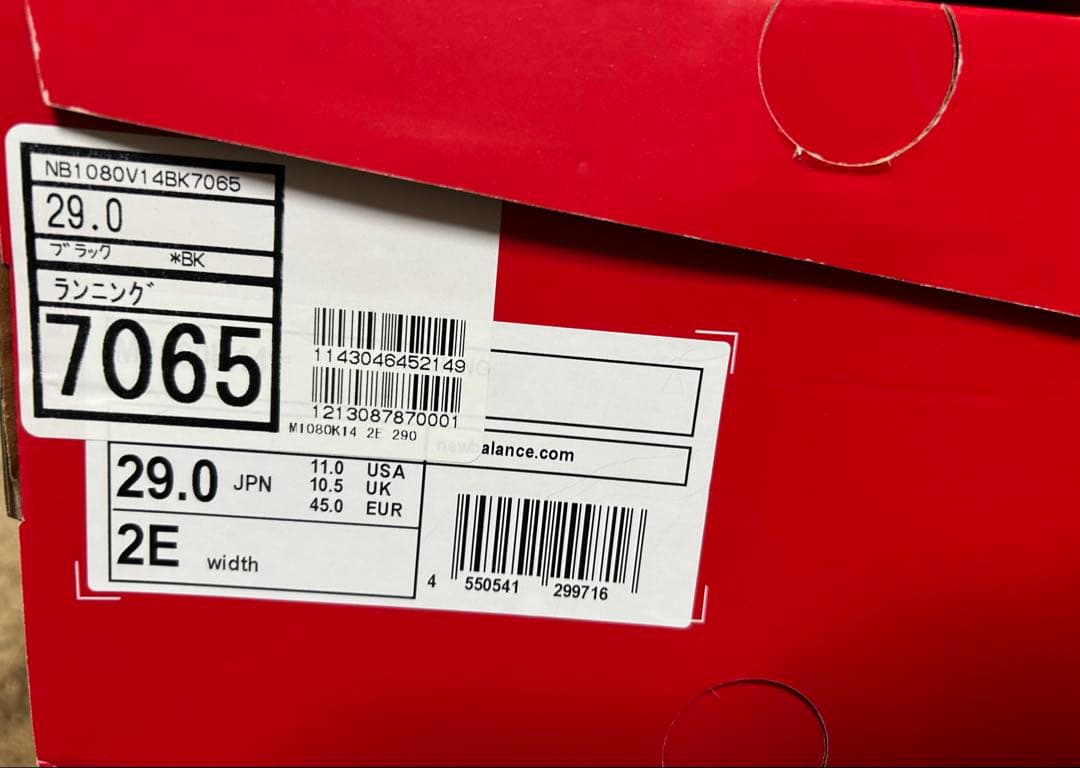 NB1080V14BK7065
29.0
ブラック *BK
ランニング
7065
1143046452149
1213087870001
M1080K14 2E 290
newbalance.com
29.0 JPN
11.0 USA
10.5 UK
45.0 EUR
2E width
4 550541 299716